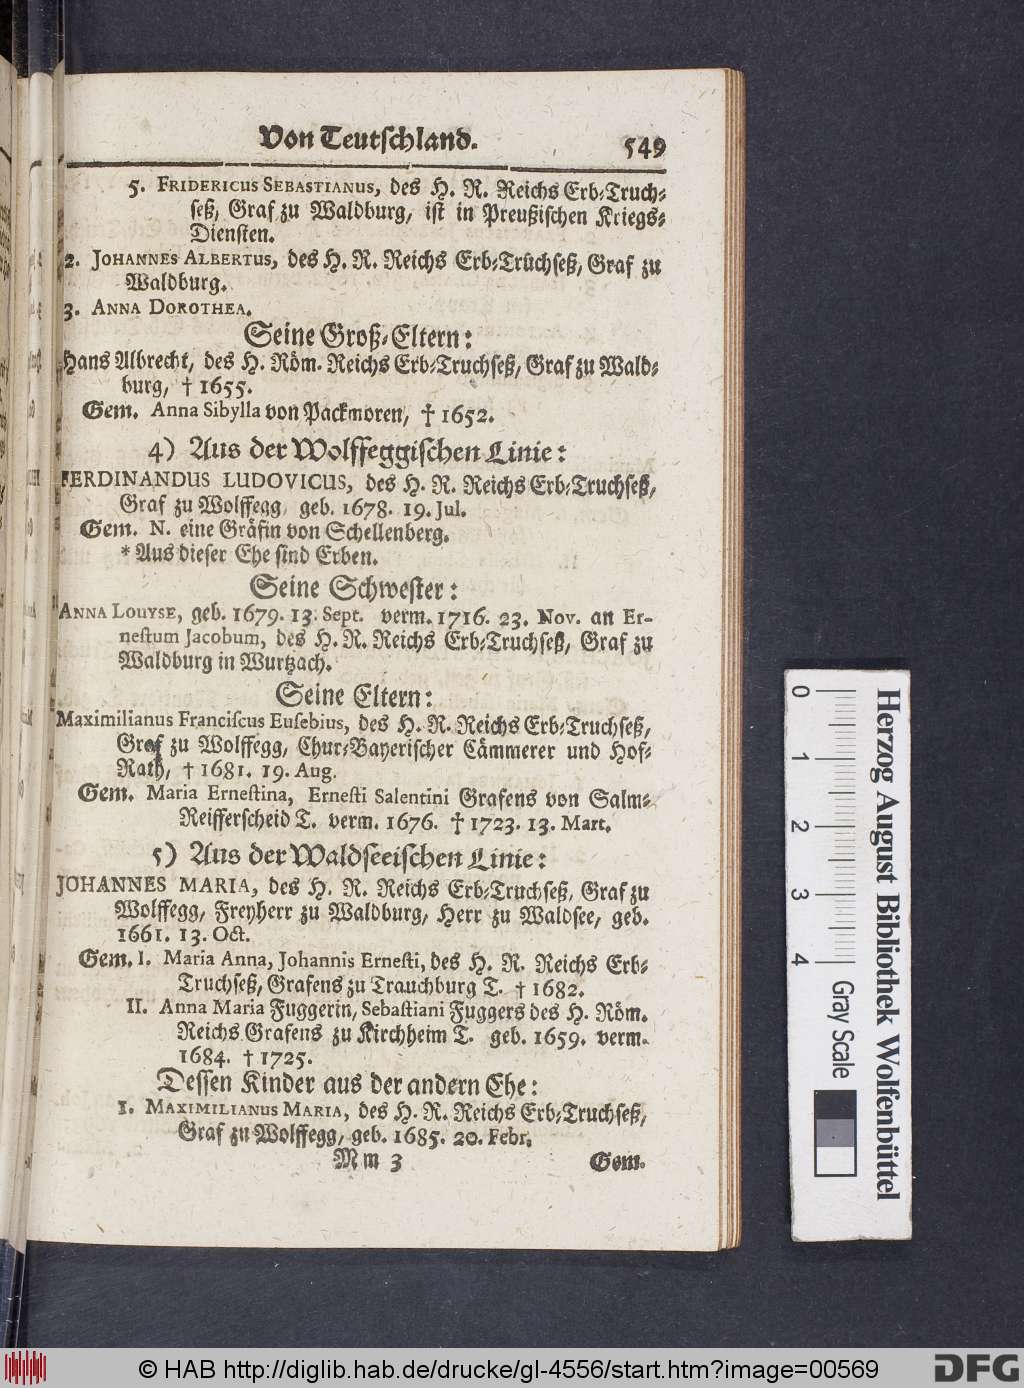 Von Teutschland. 549
5. FRIDERICUS SEBASTIANUS, des H. R. Reichs Erb-Truch-
seß, Graf zu Waldburg, ist in Preußischen Kriegs-
Diensten.
2. JOHANNES ALBERTUS, des H. R. Reichs Erb-Trüchseß, Graf zu
Waldburg.
3. ANNA DOROTHEA.
Seine Groß-Eltern:
Hans Albrecht, des H. Röm. Reichs Erb-Truchseß, Graf zu Wald-
burg, † 1655.
Gem. Anna Sibylla von Packmoren, † 1652.
4) Aus der Wolffeggischen Linie:
FERDINANDUS LUDOVICUS, des H. R. Reichs Erb-Truchseß,
Graf zu Wolffegg geb. 1678. 19. Jul.
Gem. N. eine Gräfin von Schellenberg.
* Aus dieser Ehe sind Erben.
Seine Schwester:
ANNA LOUYSE, geb. 1679. 13. Sept. verm. 1716. 23. Nov. an Er-
nestum Jacobum, des H. R. Reichs Erb-Truchseß, Graf zu
Waldburg in Wurtzach.
Seine Eltern:
Maximilianus Franciscus Eusebius, des H. R. Reichs Erb-Truchseß,
Graf zu Wolffegg, Chur-Bayerischer Cämmerer und Hof-
Rath, † 1681. 19. Aug.
Gem. Maria Ernestina, Ernesti Salentini Grafens von Salm-
Reifferscheid T. verm. 1676. † 1723. 13. Mart.
5) Aus der Waldseeischen Linie:
JOHANNES MARIA, des H. R. Reichs Erb-Truchseß, Graf zu
Wolffegg, Freyherr zu Waldburg, Herr zu Waldsee, geb.
1661. 13. Oct.
Gem. I. Maria Anna, Johannis Ernesti, des H. R. Reichs Erb-
Truchseß, Grafens zu Trauchburg T. † 1682.
II. Anna Maria Fuggerin, Sebastiani Fuggers des H. Röm.
Reichs Grafens zu Kirchheim T. geb. 1659. verm.
1684. † 1725.
Dessen Kinder aus der andern Ehe:
1. MAXIMILIANUS MARIA, des H. R. Reichs Erb-Truchseß,
Graf zu Wolffegg, geb. 1685. 20. Febr.
M m 3 Gem.
0 1 2 3 4 Gray Scale
Herzog August Bibliothek Wolfenbüttel
© HAB http://diglib.hab.de/drucke/gl-4556/start.htm?image=00569
DFG